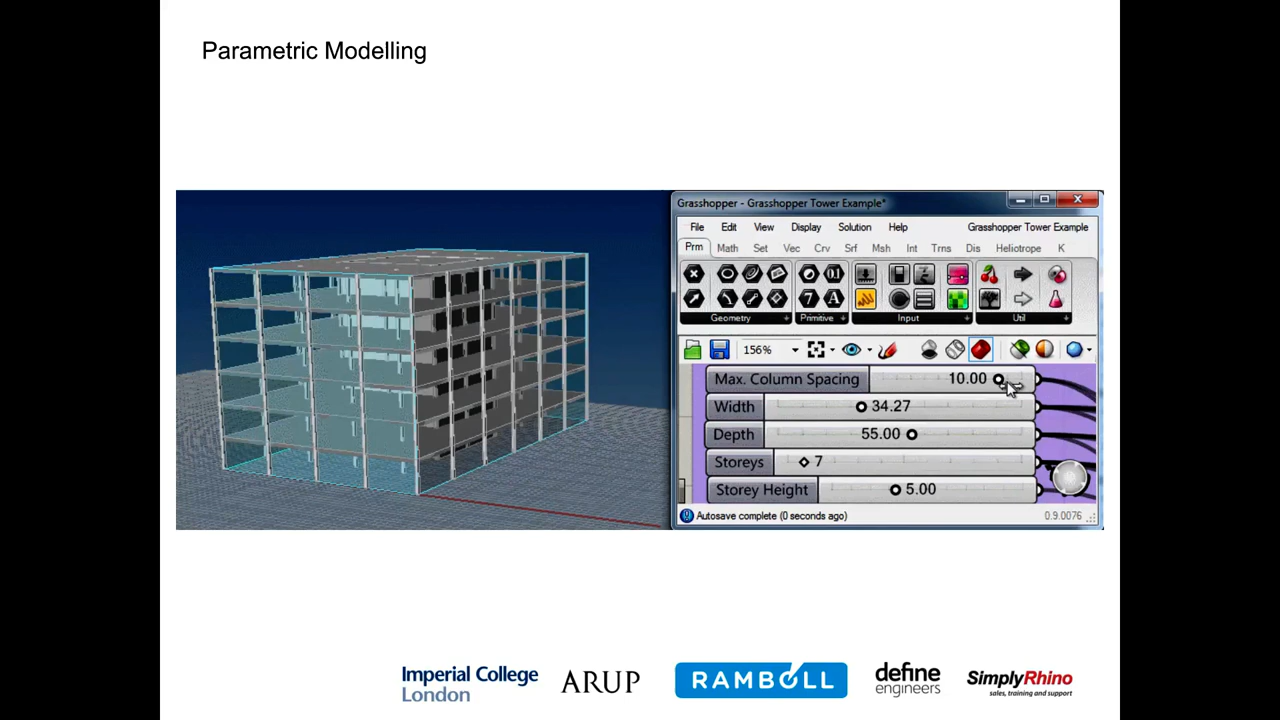 Parametric Modelling
Grasshopper - Grasshopper Tower Example*
File Edit View Display Solution Help Grasshopper Tower Example
Prm Math Set Vec Crv Srf Msh Int Trns Dis Heliotrope K
Geometry + Primitive + Input + Util +
156%
Max. Column Spacing 10.00
Width 34.27
Depth 55.00
Storeys 7
Storey Height 5.00
Autosave complete (0 seconds ago) 0.9.0076
Imperial College
London
ARUP
RAMBOLL
define
engineers
SimplyRhino
sales, training and support